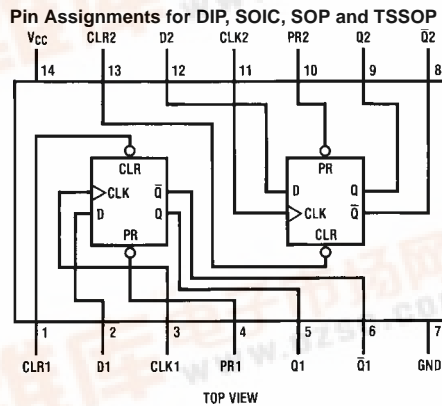 Pin Assignments for DIP, SOIC, SOP and TSSOP
VCC CLR2 D2 CLK2 PR2 Q2 Q̅2
14 13 12 11 10 9 8
CLR PR
CLK Q̅ D Q
D Q CLK Q̅
PR CLR
1 2 3 4 5 6 7
CLR1 D1 CLK1 PR1 Q1 Q̅1 GND
TOP VIEW